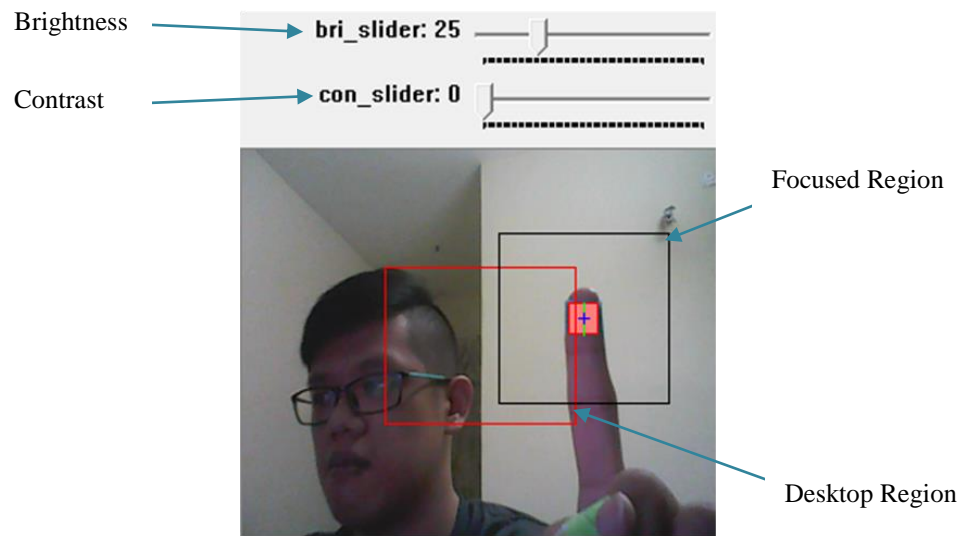 Brightness
bri_slider: 25
Contrast
con_slider: 0
Focused Region
Desktop Region